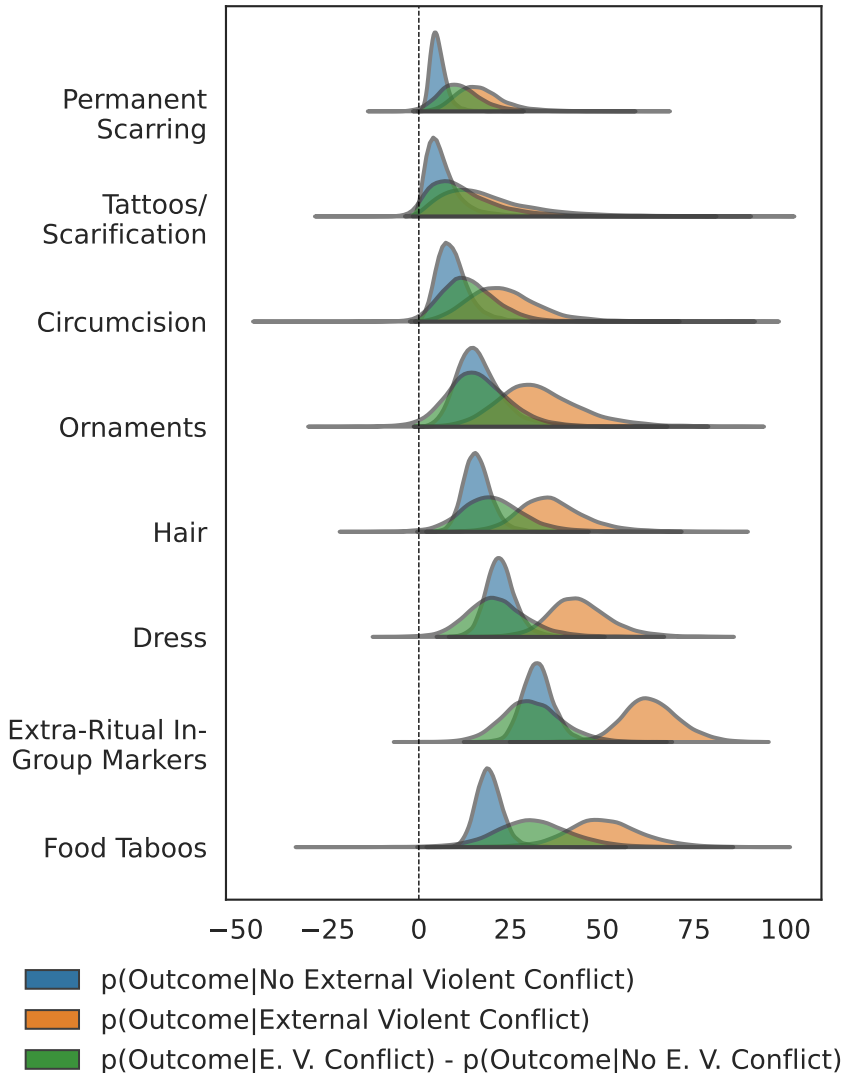 Permanent
Scarring
Tattoos/
Scarification
Circumcision
Ornaments
Hair
Dress
Extra-Ritual In-
Group Markers
Food Taboos
−50 −25 0 25 50 75 100
p(Outcome|No External Violent Conflict)
p(Outcome|External Violent Conflict)
p(Outcome|E. V. Conflict) - p(Outcome|No E. V. Conflict)